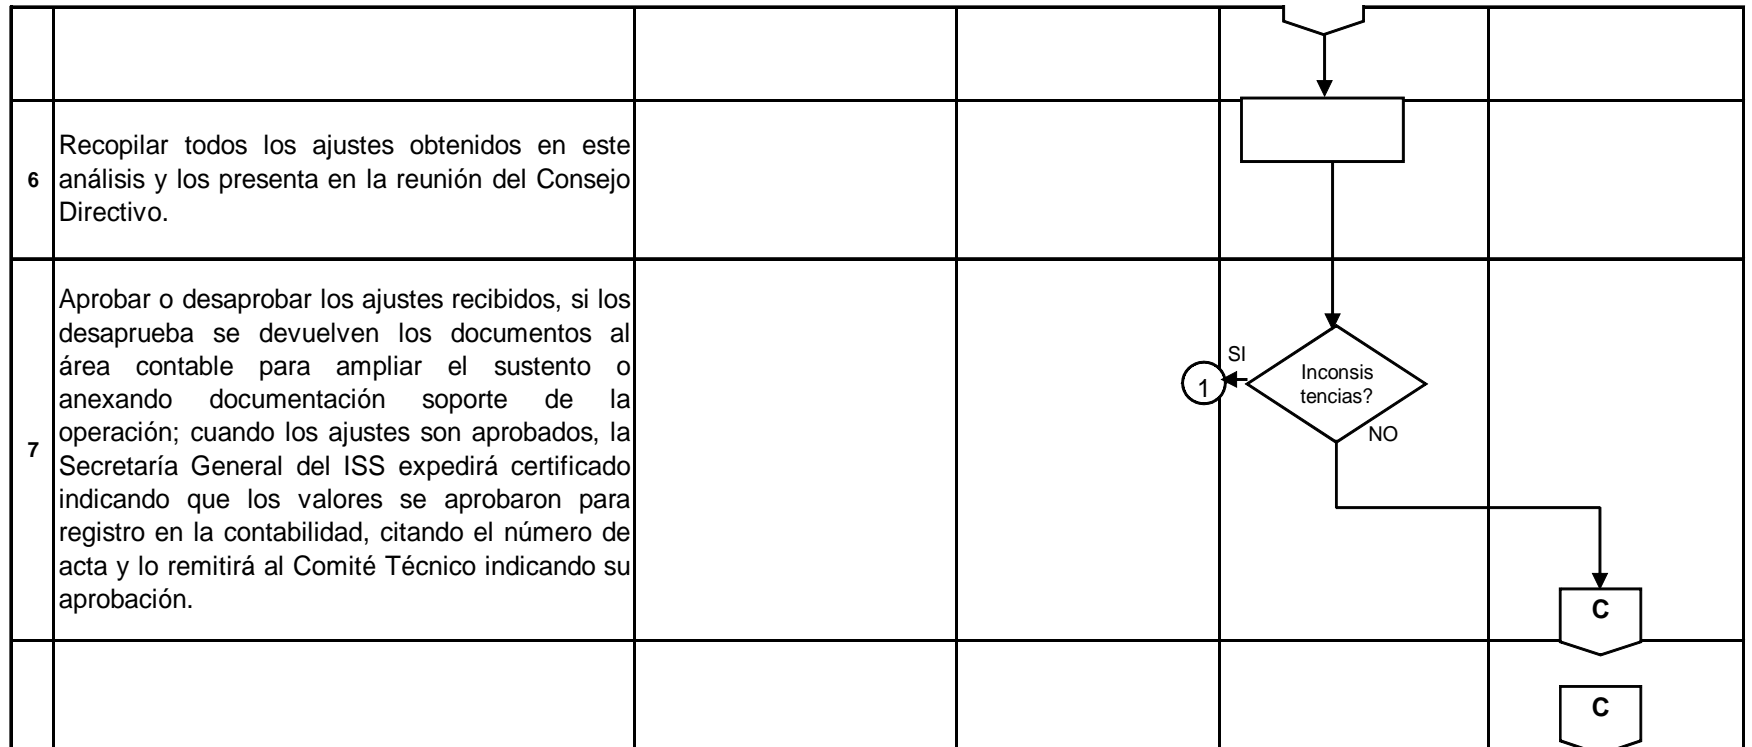 6
Recopilar todos los ajustes obtenidos en este
análisis y los presenta en la reunión del Consejo
Directivo.
7
Aprobar o desaprobar los ajustes recibidos, si los
desaprueba se devuelven los documentos al
área contable para ampliar el sustento o
anexando documentación soporte de la
operación; cuando los ajustes son aprobados, la
Secretaría General del ISS expedirá certificado
indicando que los valores se aprobaron para
registro en la contabilidad, citando el número de
acta y lo remitirá al Comité Técnico indicando su
aprobación.
1
SI
Inconsis
tencias?
NO
C
C